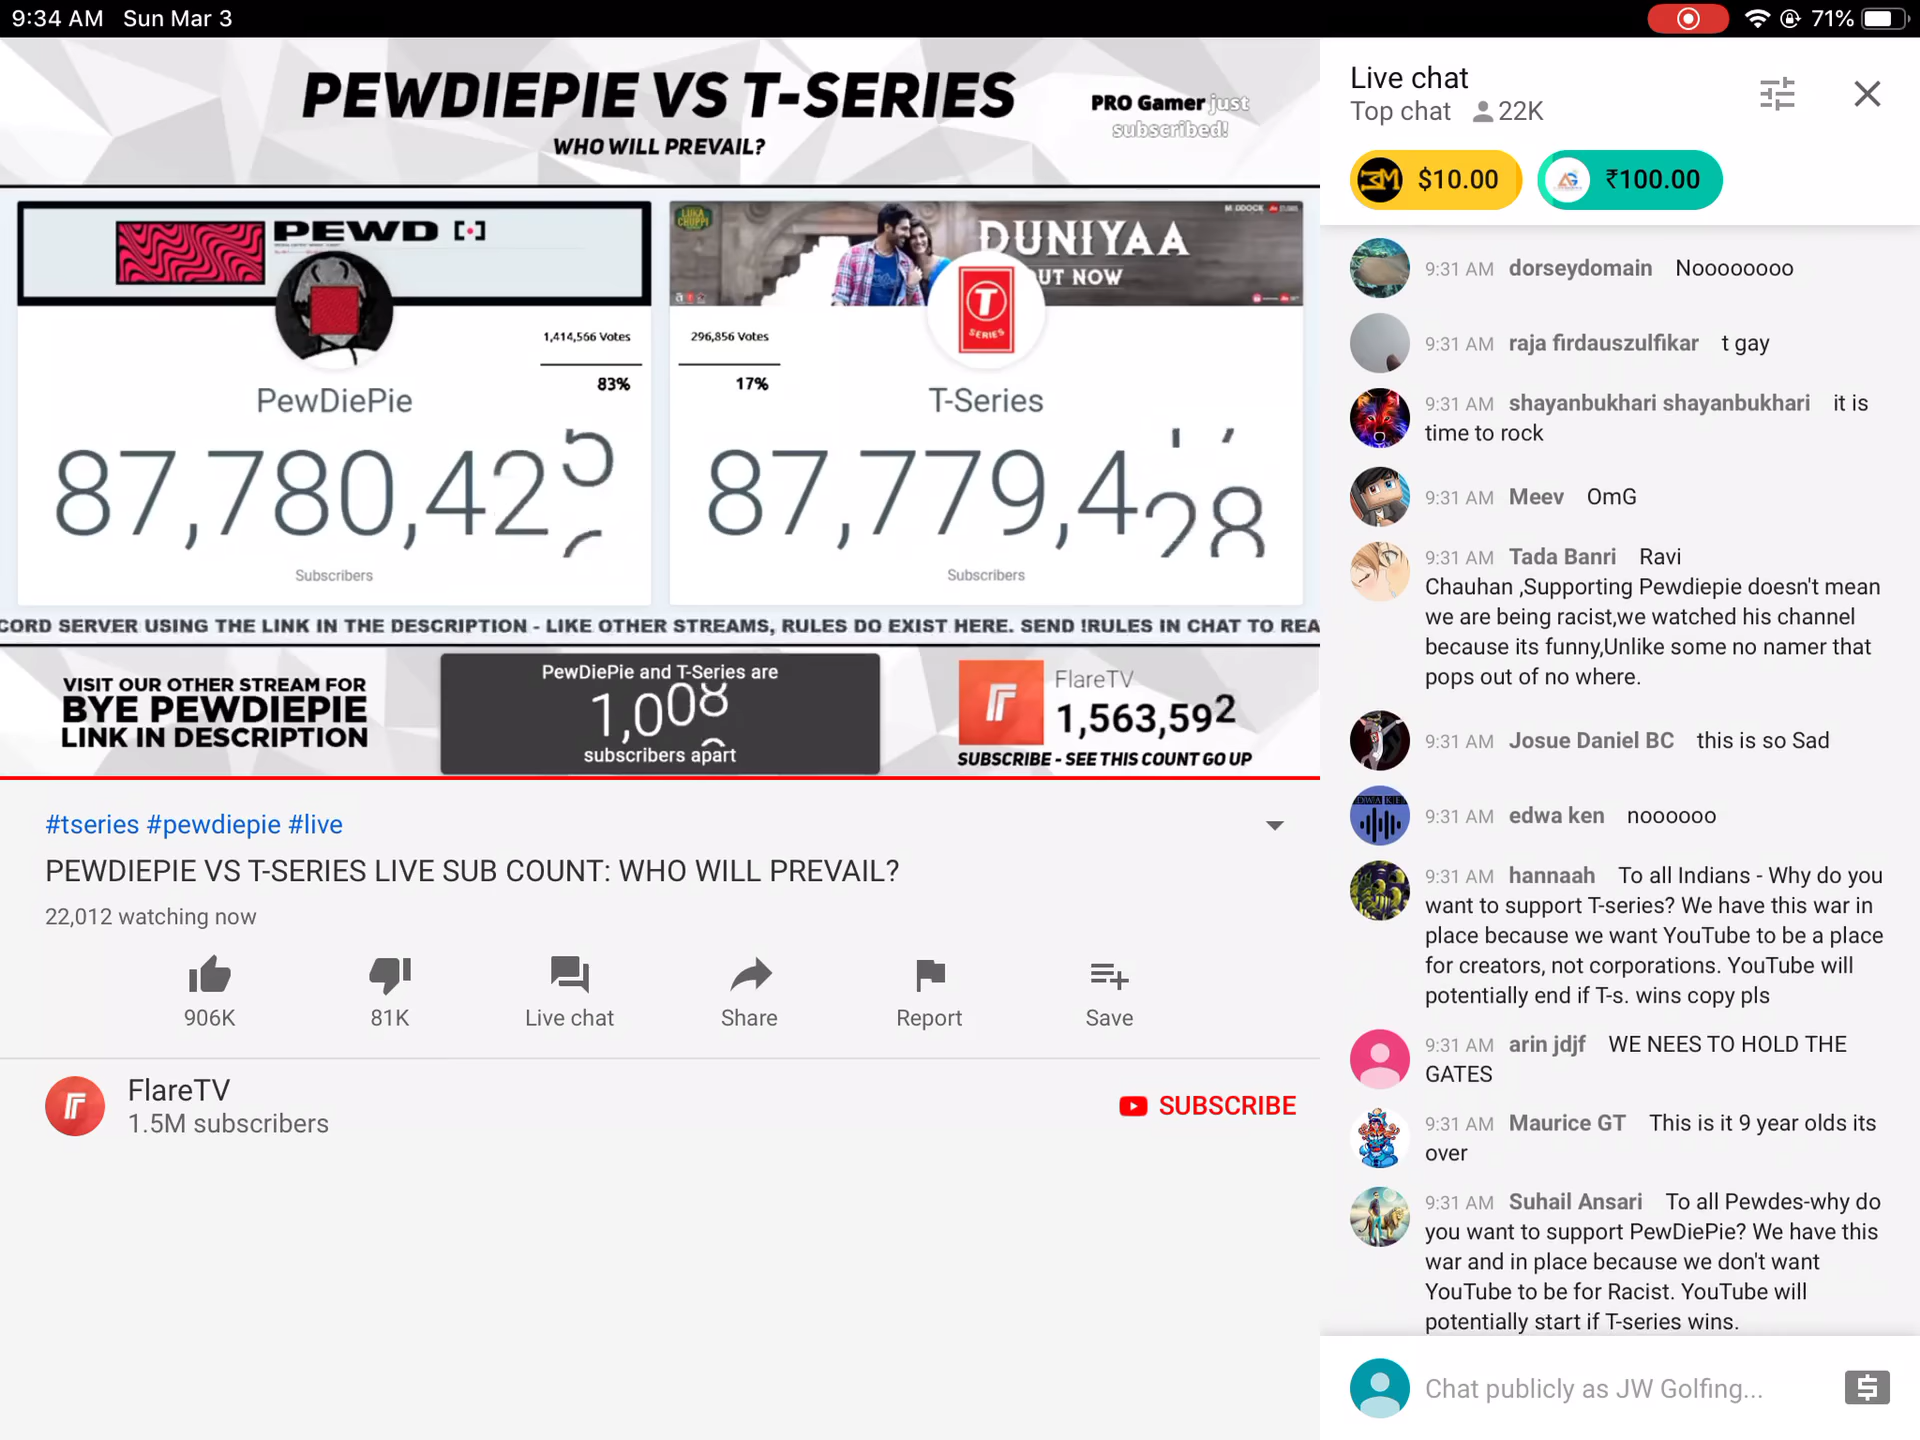 9:34 AM Sun Mar 3
71%
PEWDIEPIE VS T-SERIES
WHO WILL PREVAIL?
PRO Gamer just
subscribed!
PEWD
1,414,566 Votes
83%
PewDiePie
87,780,425
Subscribers
LUKA
CHUPPI
DUNIYAA
OUT NOW
T
SERIES
296,856 Votes
17%
T-Series
87,779,4
Subscribers
CORD SERVER USING THE LINK IN THE DESCRIPTION - LIKE OTHER STREAMS, RULES DO EXIST HERE. SEND !RULES IN CHAT TO REA
VISIT OUR OTHER STREAM FOR
BYE PEWDIEPIE
LINK IN DESCRIPTION
PewDiePie and T-Series are
1,008
subscribers apart
FlareTV
1,563,592
SUBSCRIBE - SEE THIS COUNT GO UP
#tseries #pewdiepie #live
PEWDIEPIE VS T-SERIES LIVE SUB COUNT: WHO WILL PREVAIL?
22,012 watching now
906K
81K
Live chat
Share
Report
Save
FlareTV
1.5M subscribers
SUBSCRIBE
Live chat
Top chat 22K
$10.00
₹100.00
9:31 AM dorseydomain Noooooooo
9:31 AM raja firdauszulfikar t gay
9:31 AM shayanbukhari shayanbukhari it is
time to rock
9:31 AM Meev OmG
9:31 AM Tada Banri Ravi
Chauhan ,Supporting Pewdiepie doesn't mean
we are being racist,we watched his channel
because its funny,Unlike some no namer that
pops out of no where.
9:31 AM Josue Daniel BC this is so Sad
9:31 AM edwa ken noooooo
9:31 AM hannaah To all Indians - Why do you
want to support T-series? We have this war in
place because we want YouTube to be a place
for creators, not corporations. YouTube will
potentially end if T-s. wins copy pls
9:31 AM arin jdjf WE NEES TO HOLD THE
GATES
9:31 AM Maurice GT This is it 9 year olds its
over
9:31 AM Suhail Ansari To all Pewdes-why do
you want to support PewDiePie? We have this
war and in place because we don't want
YouTube to be for Racist. YouTube will
potentially start if T-series wins.
Chat publicly as JW Golfing...